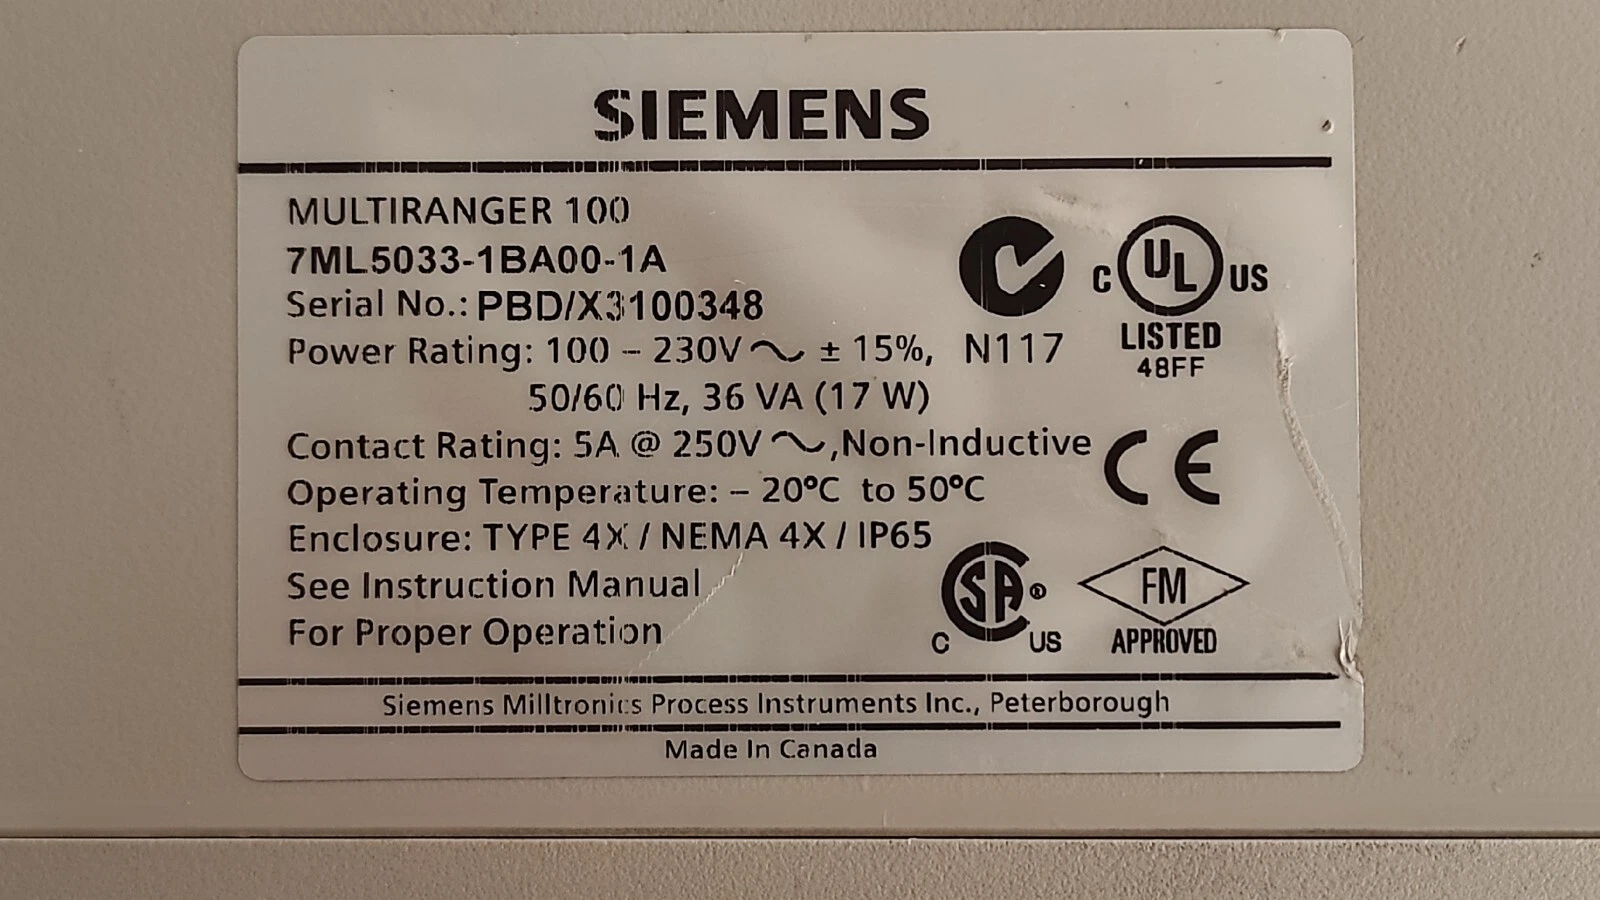 SIEMENS
MULTIRANGER 100
7ML5033-1BA00-1A
Serial No.: PBD/X3100348
Power Rating: 100 – 230V ~ ± 15%,
50/60 Hz, 36 VA (17 W)
Contact Rating: 5A @ 250V ~, Non-Inductive
Operating Temperature: – 20°C to 50°C
Enclosure: TYPE 4X / NEMA 4X / IP65
See Instruction Manual
For Proper Operation
N117
C UL US
LISTED
48FF
CE
C SA ® US
FM
APPROVED
Siemens Milltronics Process Instruments Inc., Peterborough
Made In Canada